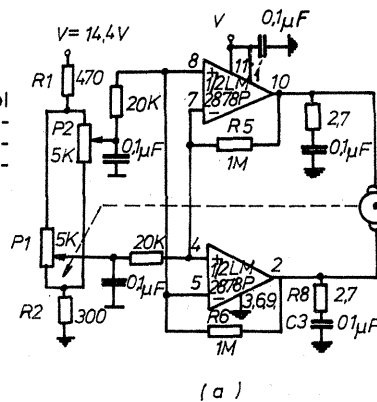 V=14,4V
V
0,1µF
R1
470
8
11
1
10
P2
20K
1/2LM
2878P
7
5K
0,1µF
R5
1M
2,7
0,1µF
P1
5K
20K
4
1/2LM
2878P
2
0,1µF
5
3,6,9
R8
2,7
R2
300
R6
1M
C3
01µF
(a)